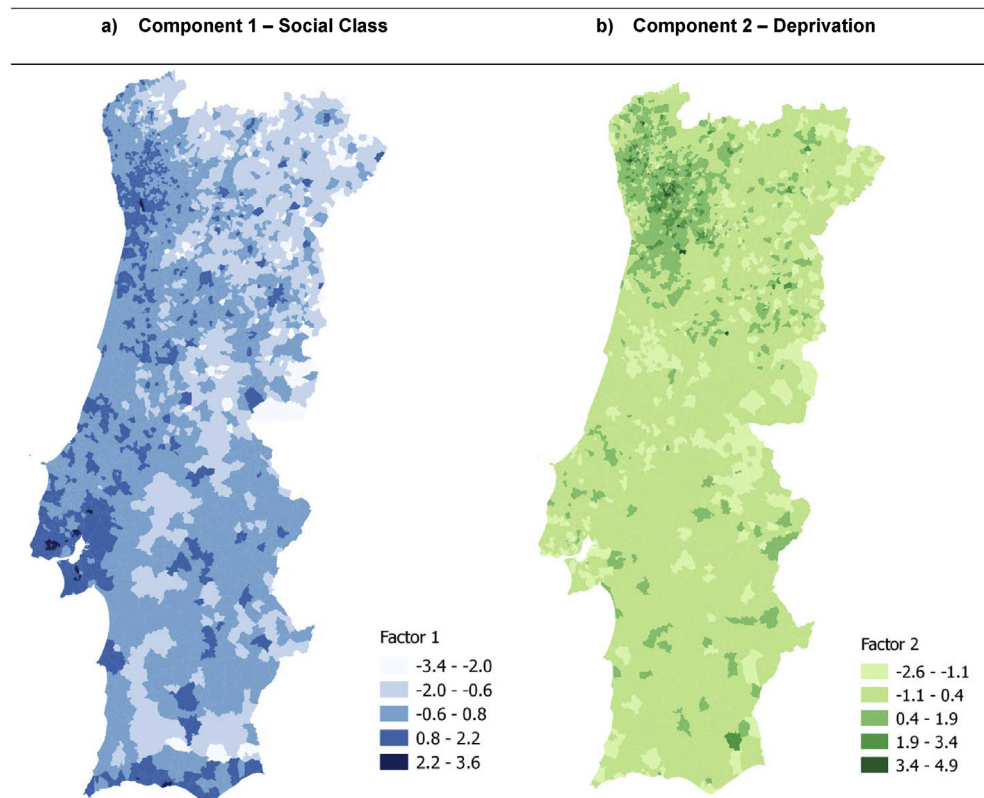 a) Component 1 – Social Class
b) Component 2 – Deprivation
Factor 1
-3.4 - -2.0
-2.0 - -0.6
-0.6 - 0.8
0.8 - 2.2
2.2 - 3.6
Factor 2
-2.6 - -1.1
-1.1 - 0.4
0.4 - 1.9
1.9 - 3.4
3.4 - 4.9